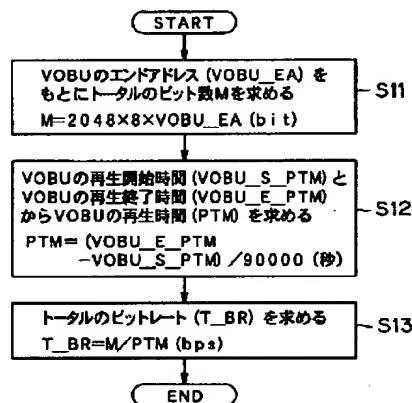 START
VOBUのエンドアドレス(VOBU_EA)を
もとにトータルのビット数Mを求める
M=2048×8×VOBU_EA(bit)
S11
VOBUの再生開始時間(VOBU_S_PTM)と
VOBUの再生終了時間(VOBU_E_PTM)
からVOBUの再生時間(PTM)を求める
PTM=(VOBU_E_PTM
-VOBU_S_PTM)/90000(秒)
S12
トータルのビットレート(T_BR)を求める
T_BR=M/PTM(bps)
S13
END